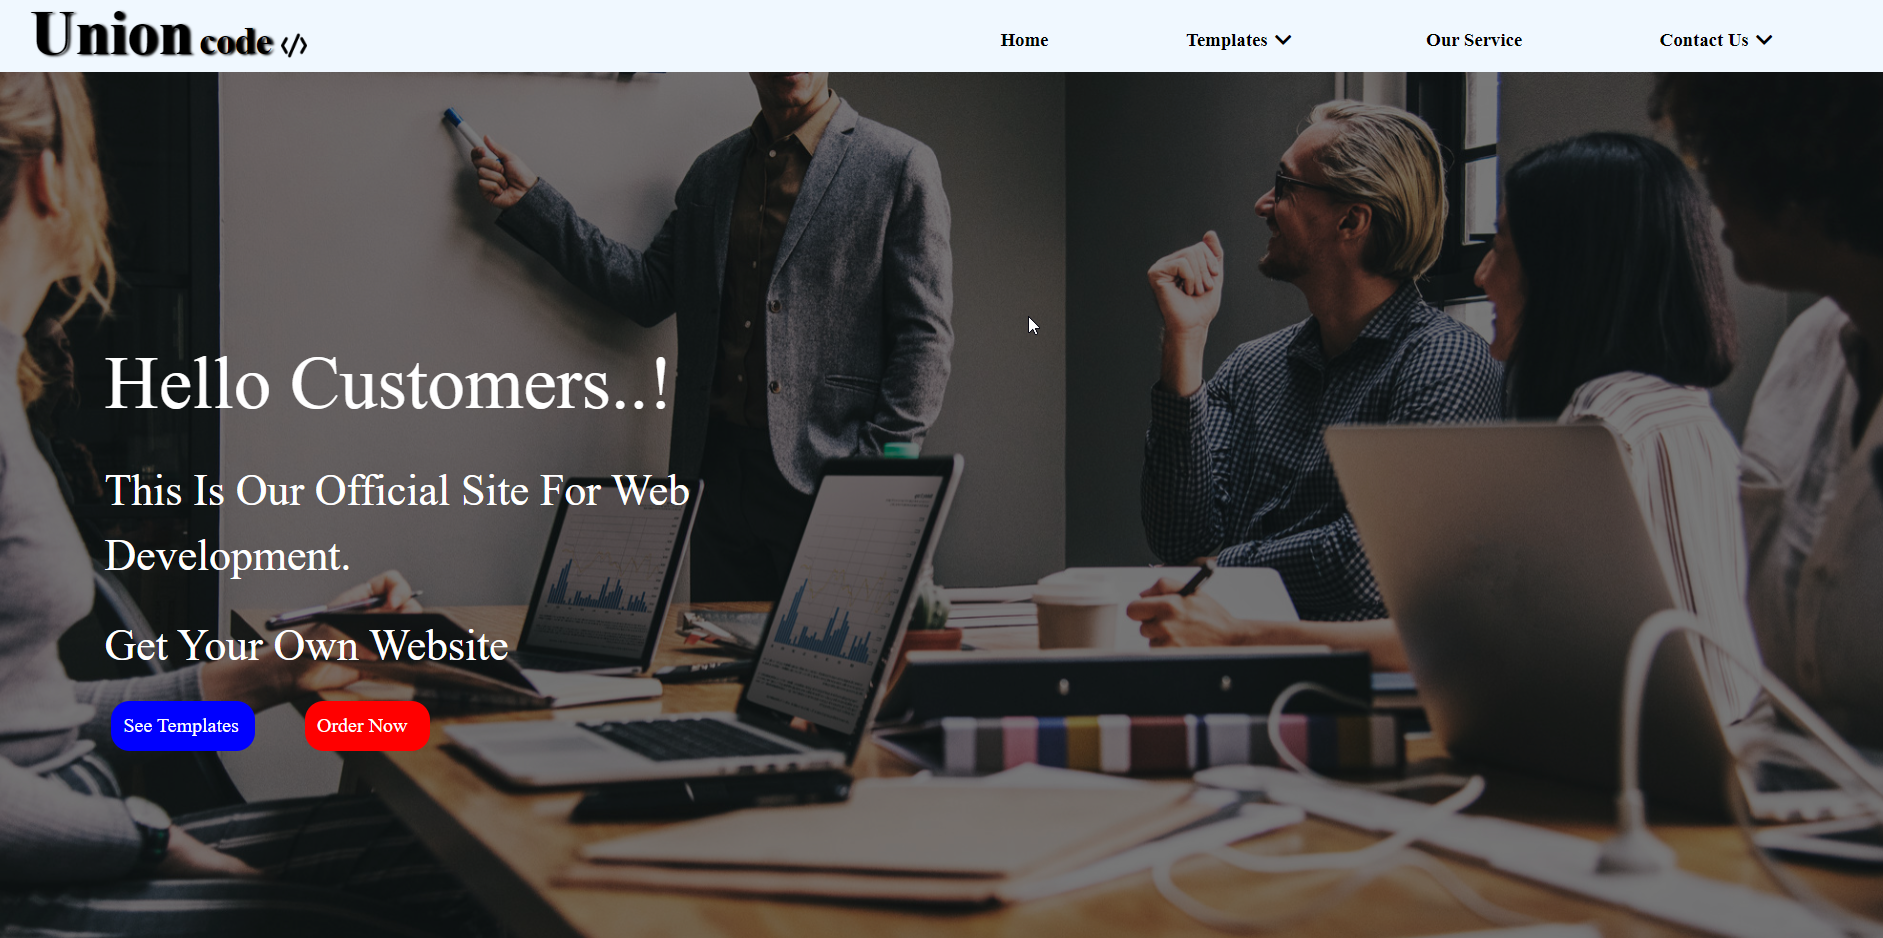 Union code </>
Home Templates Our Service Contact Us
Hello Customers..!
This Is Our Official Site For Web
Development.
Get Your Own Website
See Templates Order Now